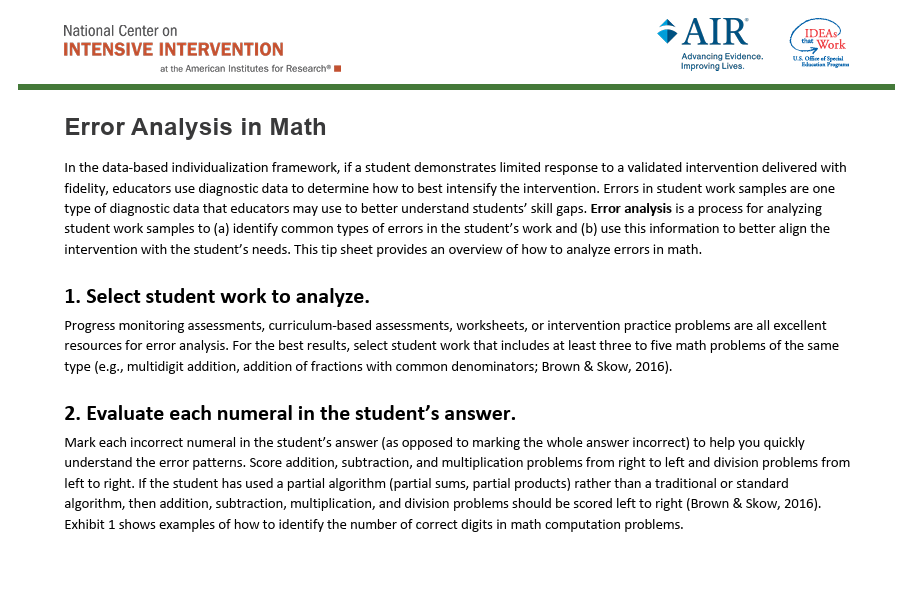 National Center on
INTENSIVE INTERVENTION
at the American Institutes for Research®
AIR®
Advancing Evidence.
Improving Lives.
IDEAs
that
Work
U.S. Office of Special
Education Programs
Error Analysis in Math
In the data-based individualization framework, if a student demonstrates limited response to a validated intervention delivered with
fidelity, educators use diagnostic data to determine how to best intensify the intervention. Errors in student work samples are one
type of diagnostic data that educators may use to better understand students’ skill gaps. Error analysis is a process for analyzing
student work samples to (a) identify common types of errors in the student’s work and (b) use this information to better align the
intervention with the student’s needs. This tip sheet provides an overview of how to analyze errors in math.
1. Select student work to analyze.
Progress monitoring assessments, curriculum-based assessments, worksheets, or intervention practice problems are all excellent
resources for error analysis. For the best results, select student work that includes at least three to five math problems of the same
type (e.g., multidigit addition, addition of fractions with common denominators; Brown & Skow, 2016).
2. Evaluate each numeral in the student’s answer.
Mark each incorrect numeral in the student’s answer (as opposed to marking the whole answer incorrect) to help you quickly
understand the error patterns. Score addition, subtraction, and multiplication problems from right to left and division problems from
left to right. If the student has used a partial algorithm (partial sums, partial products) rather than a traditional or standard
algorithm, then addition, subtraction, multiplication, and division problems should be scored left to right (Brown & Skow, 2016).
Exhibit 1 shows examples of how to identify the number of correct digits in math computation problems.